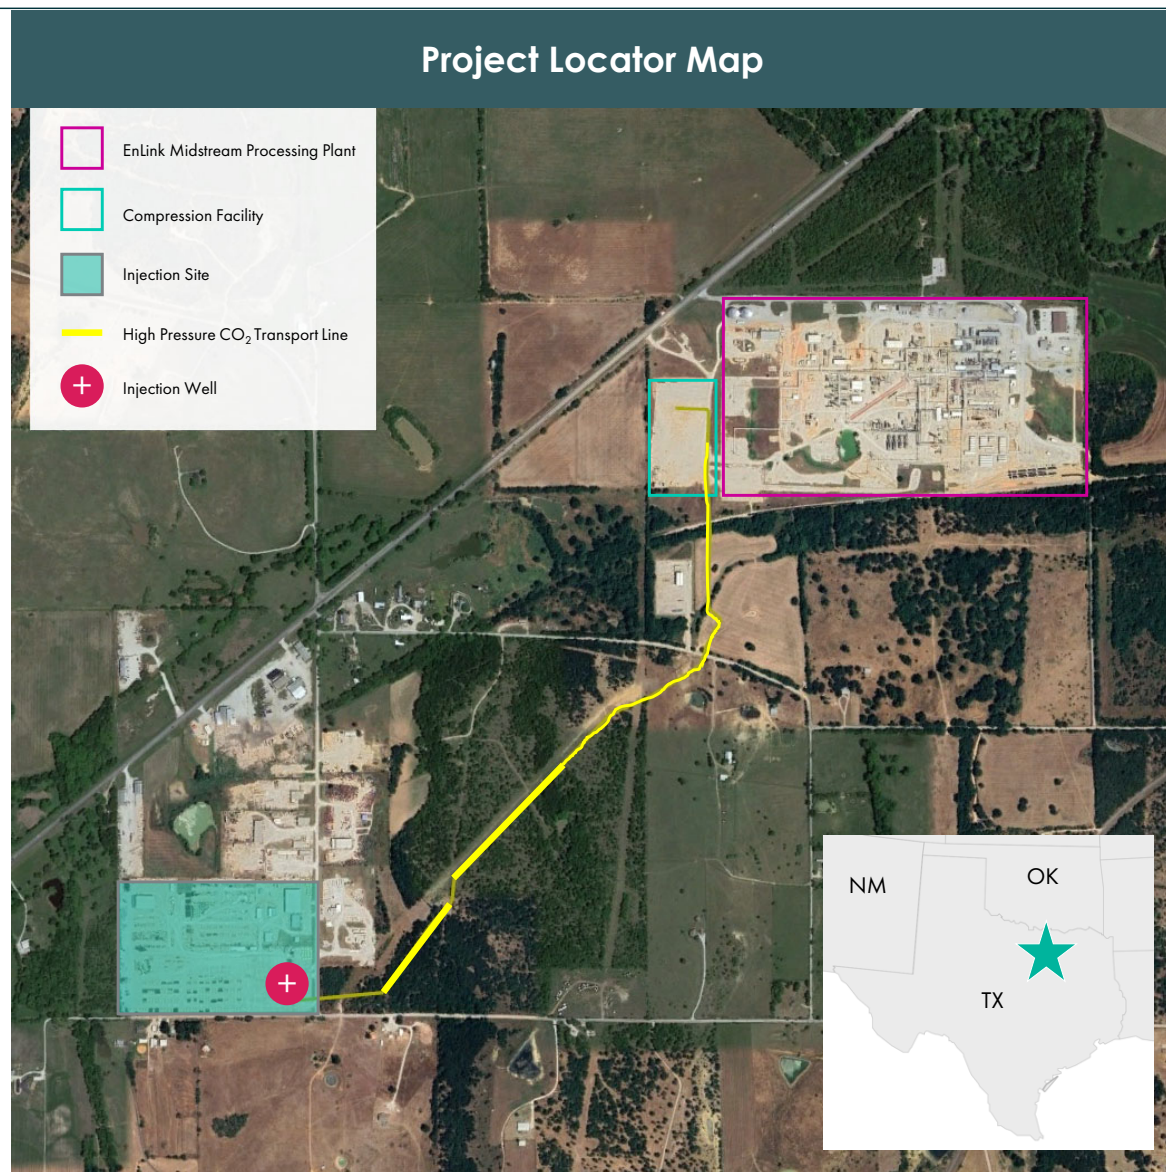 Project Locator Map
EnLink Midstream Processing Plant
Compression Facility
Injection Site
High Pressure CO₂ Transport Line
Injection Well
NM
OK
TX